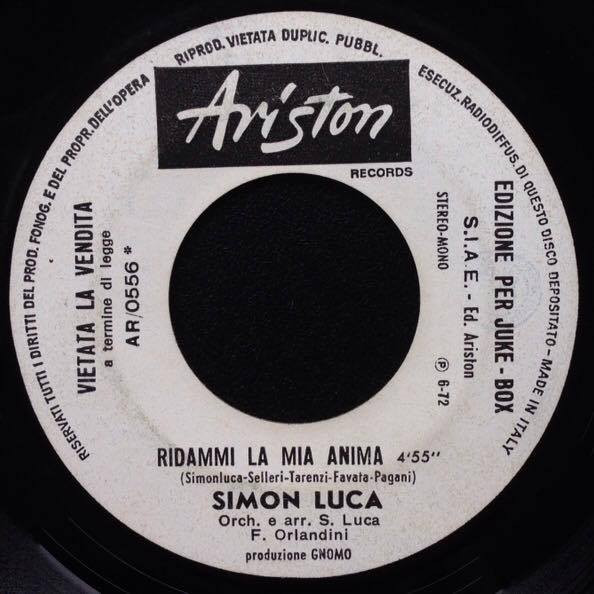 RISERVATI TUTTI I DIRITTI DEL PROD. FONOG. E DEL PROPR. DELL'OPERA RIPROD. VIETATA DUPLIC. PUBBL. ESECUZ. RADIODIFFUS. DI QUESTO DISCO DEPOSITATO - MADE IN ITALY
Ariston
RECORDS
VIETATA LA VENDITA
a termine di legge
AR/0556*
EDIZIONE PER JUKE-BOX
S.I.A.E. - Ed. Ariston
STEREO-MONO
Ⓟ 6-72
RIDAMMI LA MIA ANIMA 4'55''
(Simonluca-Selleri-Tarenzi-Favata-Pagani)
SIMON LUCA
Orch. e arr. S. Luca
F. Orlandini
produzione GNOMO